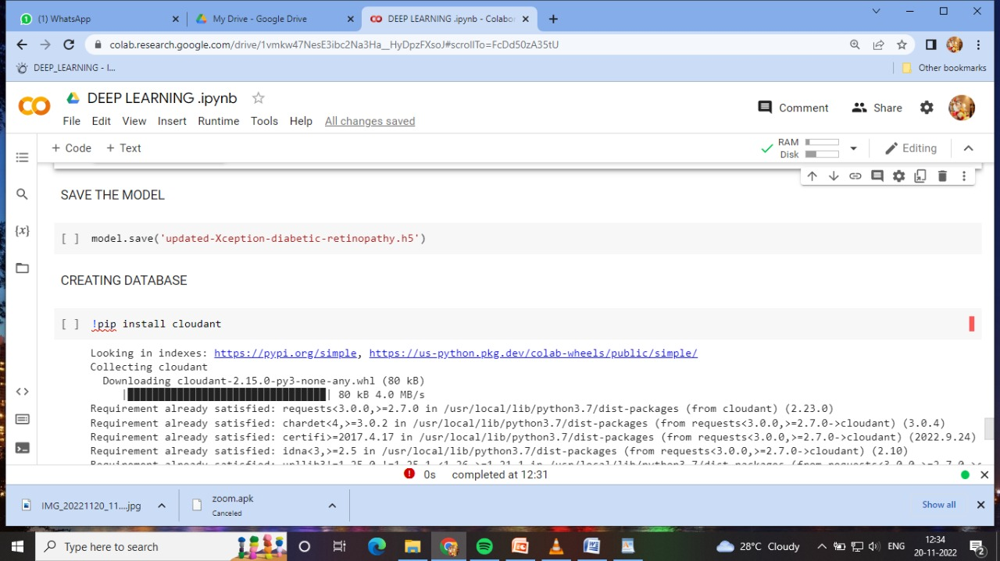 (1) WhatsApp
My Drive - Google Drive
DEEP LEARNING .ipynb - Colabor
colab.research.google.com/drive/1vmkw47NesE3ibc2Na3Ha__HyDpzFXsoJ#scrollTo=FcDd50zA35tU
DEEP_LEARNING - I...
Other bookmarks
DEEP LEARNING .ipynb
Comment
Share
File Edit View Insert Runtime Tools Help All changes saved
+ Code + Text
RAM
Disk
Editing
SAVE THE MODEL
[ ] model.save('updated-Xception-diabetic-retinopathy.h5')
CREATING DATABASE
[ ] !pip install cloudant
Looking in indexes: https://pypi.org/simple, https://us-python.pkg.dev/colab-wheels/public/simple/
Collecting cloudant
Downloading cloudant-2.15.0-py3-none-any.whl (80 kB)
80 kB 4.0 MB/s
Requirement already satisfied: requests<3.0.0,>=2.7.0 in /usr/local/lib/python3.7/dist-packages (from cloudant) (2.23.0)
Requirement already satisfied: chardet<4,>=3.0.2 in /usr/local/lib/python3.7/dist-packages (from requests<3.0.0,>=2.7.0->cloudant) (3.0.4)
Requirement already satisfied: certifi>=2017.4.17 in /usr/local/lib/python3.7/dist-packages (from requests<3.0.0,>=2.7.0->cloudant) (2022.9.24)
Requirement already satisfied: idna<3,>=2.5 in /usr/local/lib/python3.7/dist-packages (from requests<3.0.0,>=2.7.0->cloudant) (2.10)
0s completed at 12:31
IMG_20221120_11....jpg
zoom.apk
Canceled
Show all
Type here to search
28°C Cloudy
ENG
12:34
20-11-2022
2